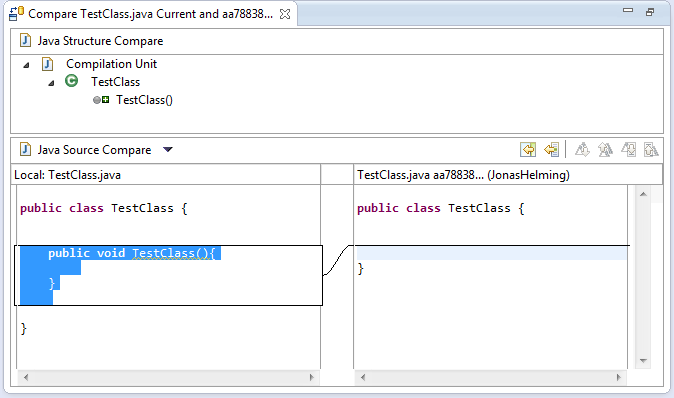 Compare TestClass.java Current and aa78838...
Java Structure Compare
Compilation Unit
TestClass
TestClass()
Java Source Compare
Local: TestClass.java
TestClass.java aa78838... (JonasHelming)
public class TestClass {
public void TestClass(){
}
}
public class TestClass {
}